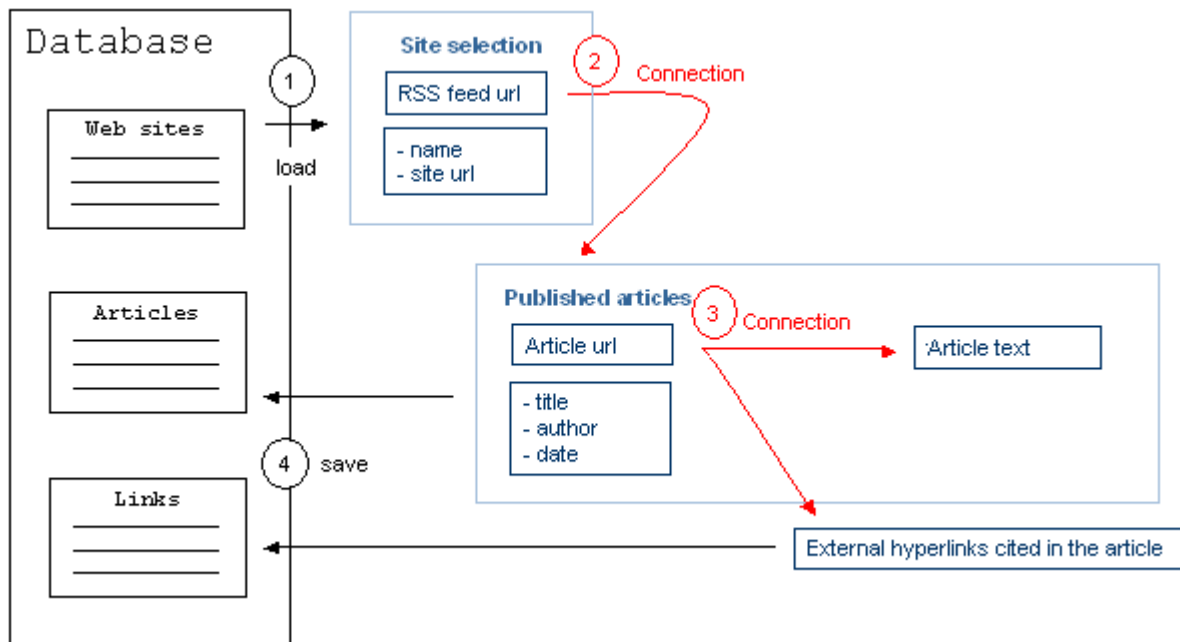 Database
Site selection
1
2
Connection
RSS feed url
Web sites
- name
- site url
load
Published articles
3
Connection
Articles
Article url
Article text
- title
- author
- date
4
save
Links
External hyperlinks cited in the article